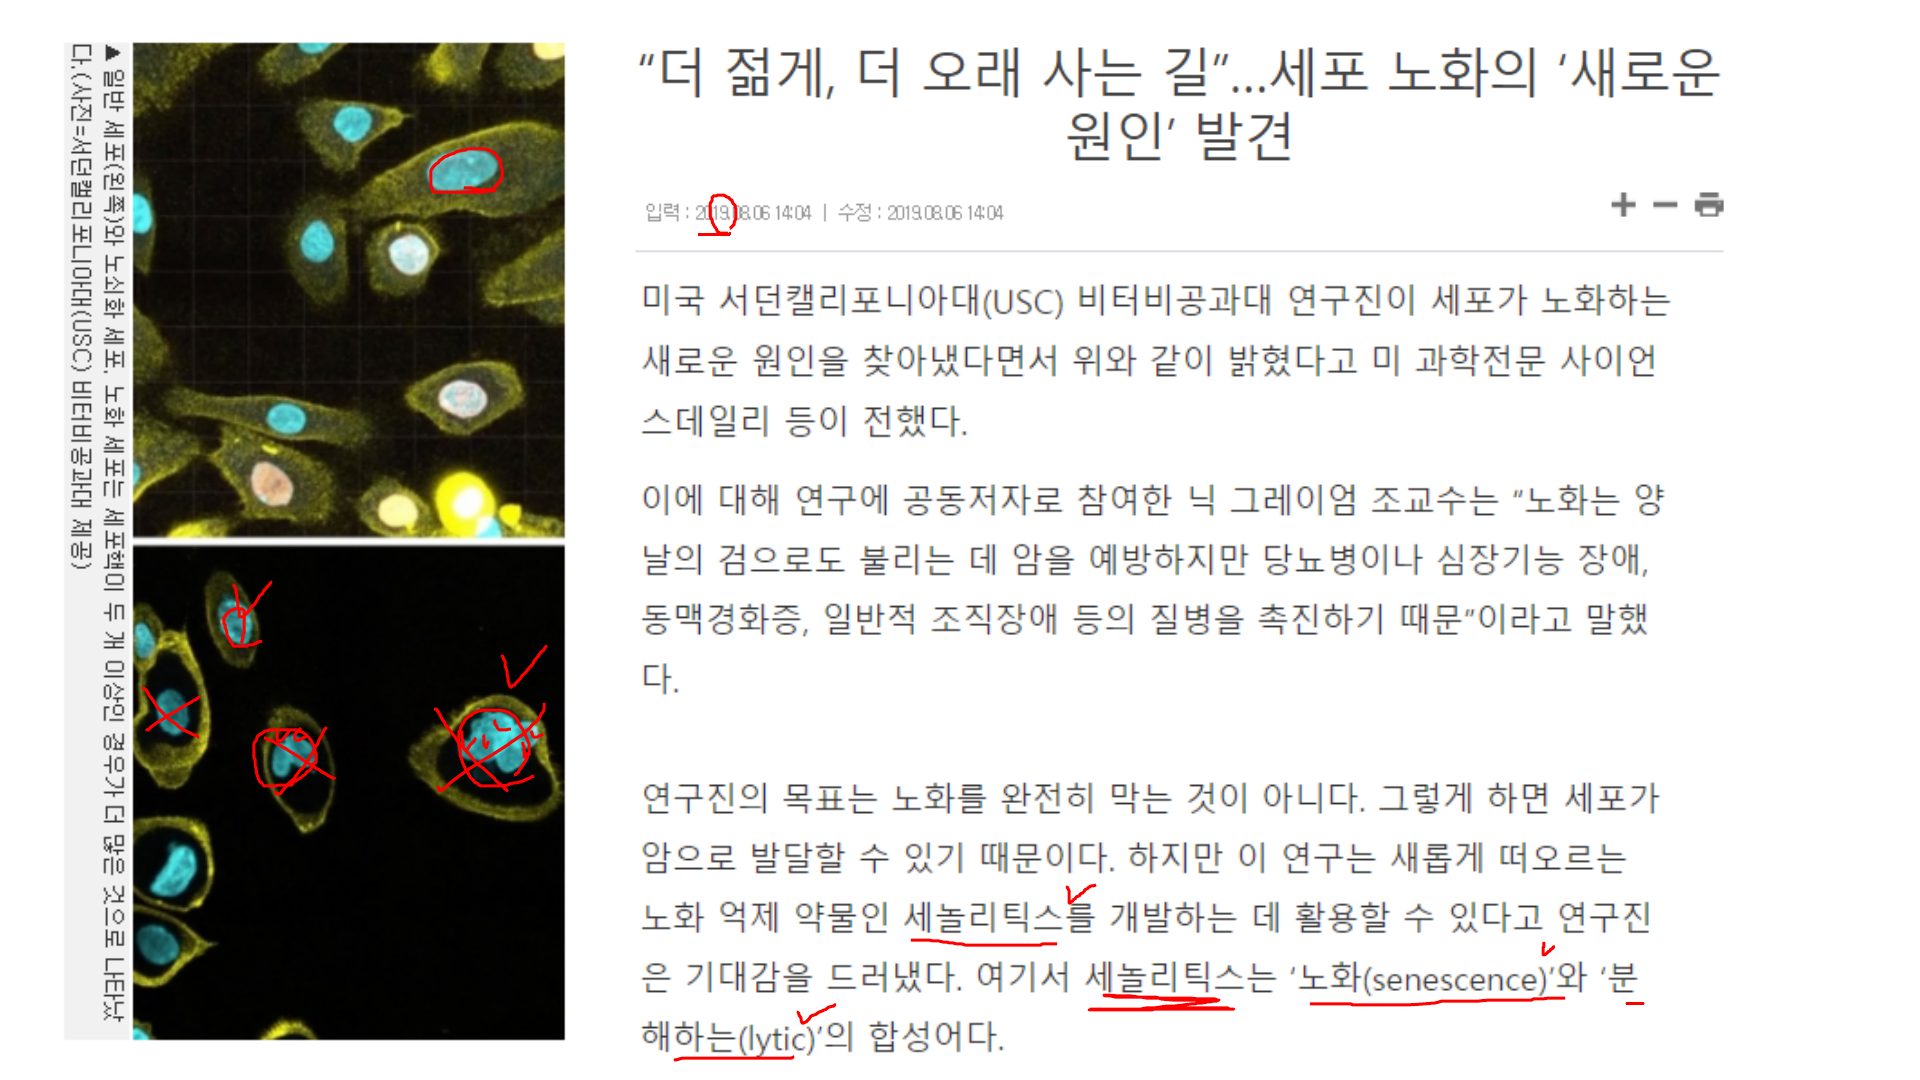 “더 젊게, 더 오래 사는 길”...세포 노화의 ‘새로운
원인’ 발견
입력 : 2019.08.06 14:04 | 수정 : 2019.08.06 14:04
미국 서던캘리포니아대(USC) 비터비공과대 연구진이 세포가 노화하는
새로운 원인을 찾아냈다면서 위와 같이 밝혔다고 미 과학전문 사이언
스데일리 등이 전했다.
이에 대해 연구에 공동저자로 참여한 닉 그레이엄 조교수는 “노화는 양
날의 검으로도 불리는 데 암을 예방하지만 당뇨병이나 심장기능 장애,
동맥경화증, 일반적 조직장애 등의 질병을 촉진하기 때문”이라고 말했
다.
연구진의 목표는 노화를 완전히 막는 것이 아니다. 그렇게 하면 세포가
암으로 발달할 수 있기 때문이다. 하지만 이 연구는 새롭게 떠오르는
노화 억제 약물인 세놀리틱스를 개발하는 데 활용할 수 있다고 연구진
은 기대감을 드러냈다. 여기서 세놀리틱스는 ‘노화(senescence)’와 ‘분
해하는(lytic)’의 합성어다.
▲ 일반 세포(왼쪽)와 노쇠화 세포. 노화 세포는 세포핵이 두 개 이상인 경우가 더 많은 것으로 나타났
다.(사진=서던캘리포니아대(USC) 비터비공과대 제공)